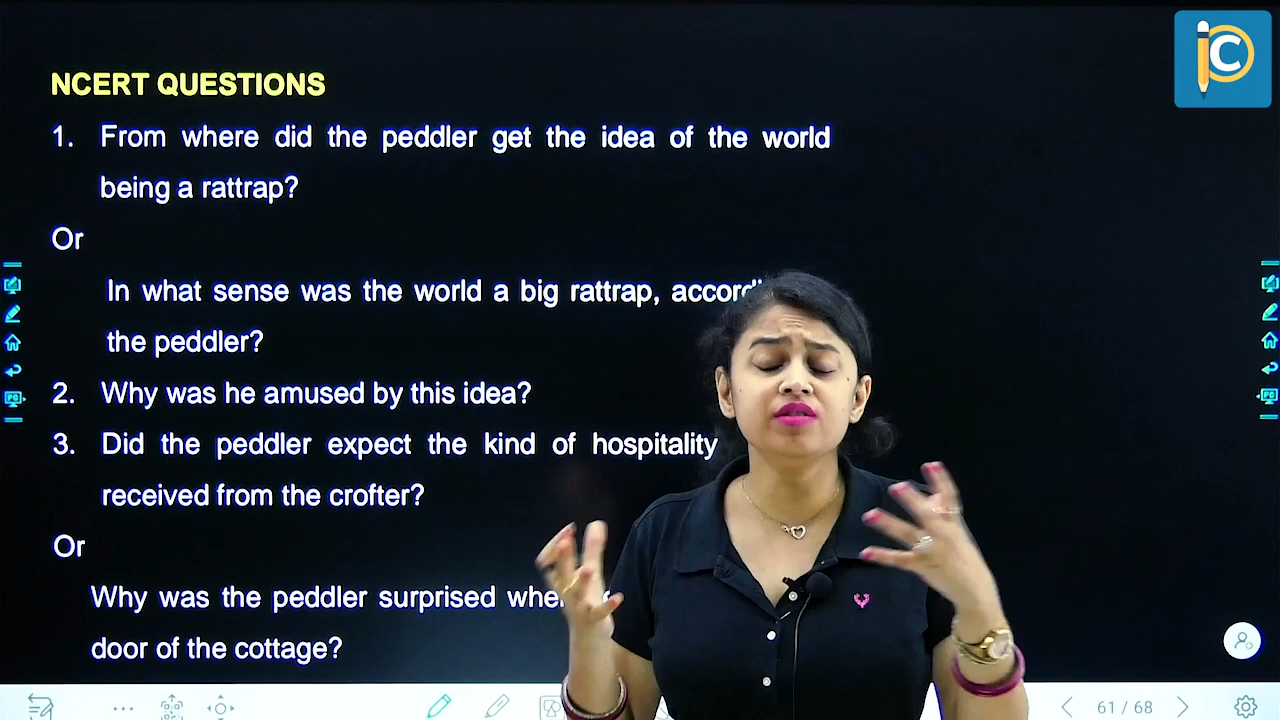 NCERT QUESTIONS
1. From where did the peddler get the idea of the world
being a rattrap?
Or
In what sense was the world a big rattrap,
the peddler?
2. Why was he amused by this idea?
3. Did the peddler expect the kind of hospitality
received from the crofter?
Or
Why was the peddler surprised
door of the cottage?
61 / 68
PC
PC